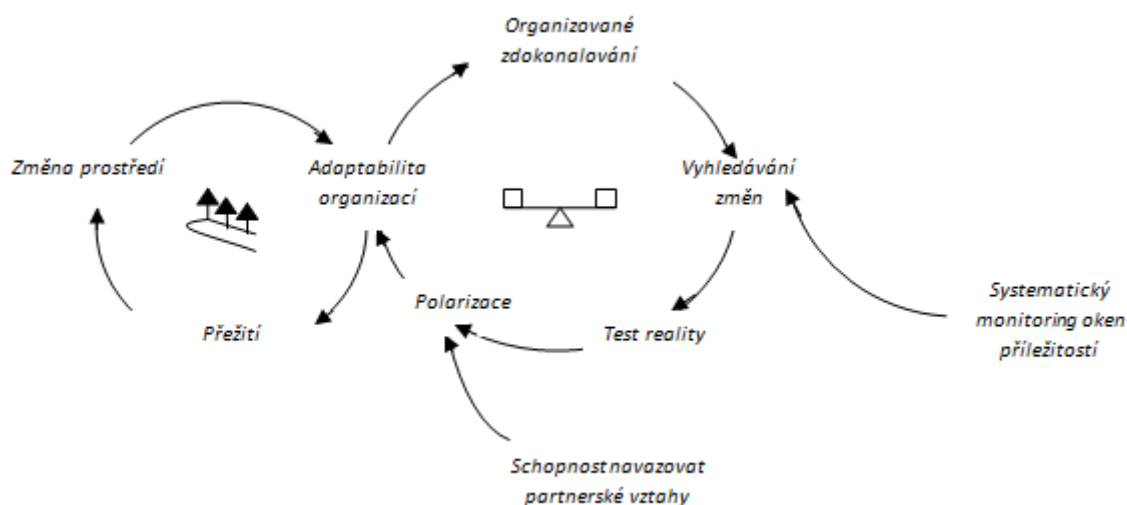 Organizované
zdokonalování
Změna prostředí
Adaptabilita
organizací
Vyhledávání
změn
Polarizace
Přežití
Test reality
Systematický
monitoring oken
příležitostí
Schopnost navazovat
partnerské vztahy